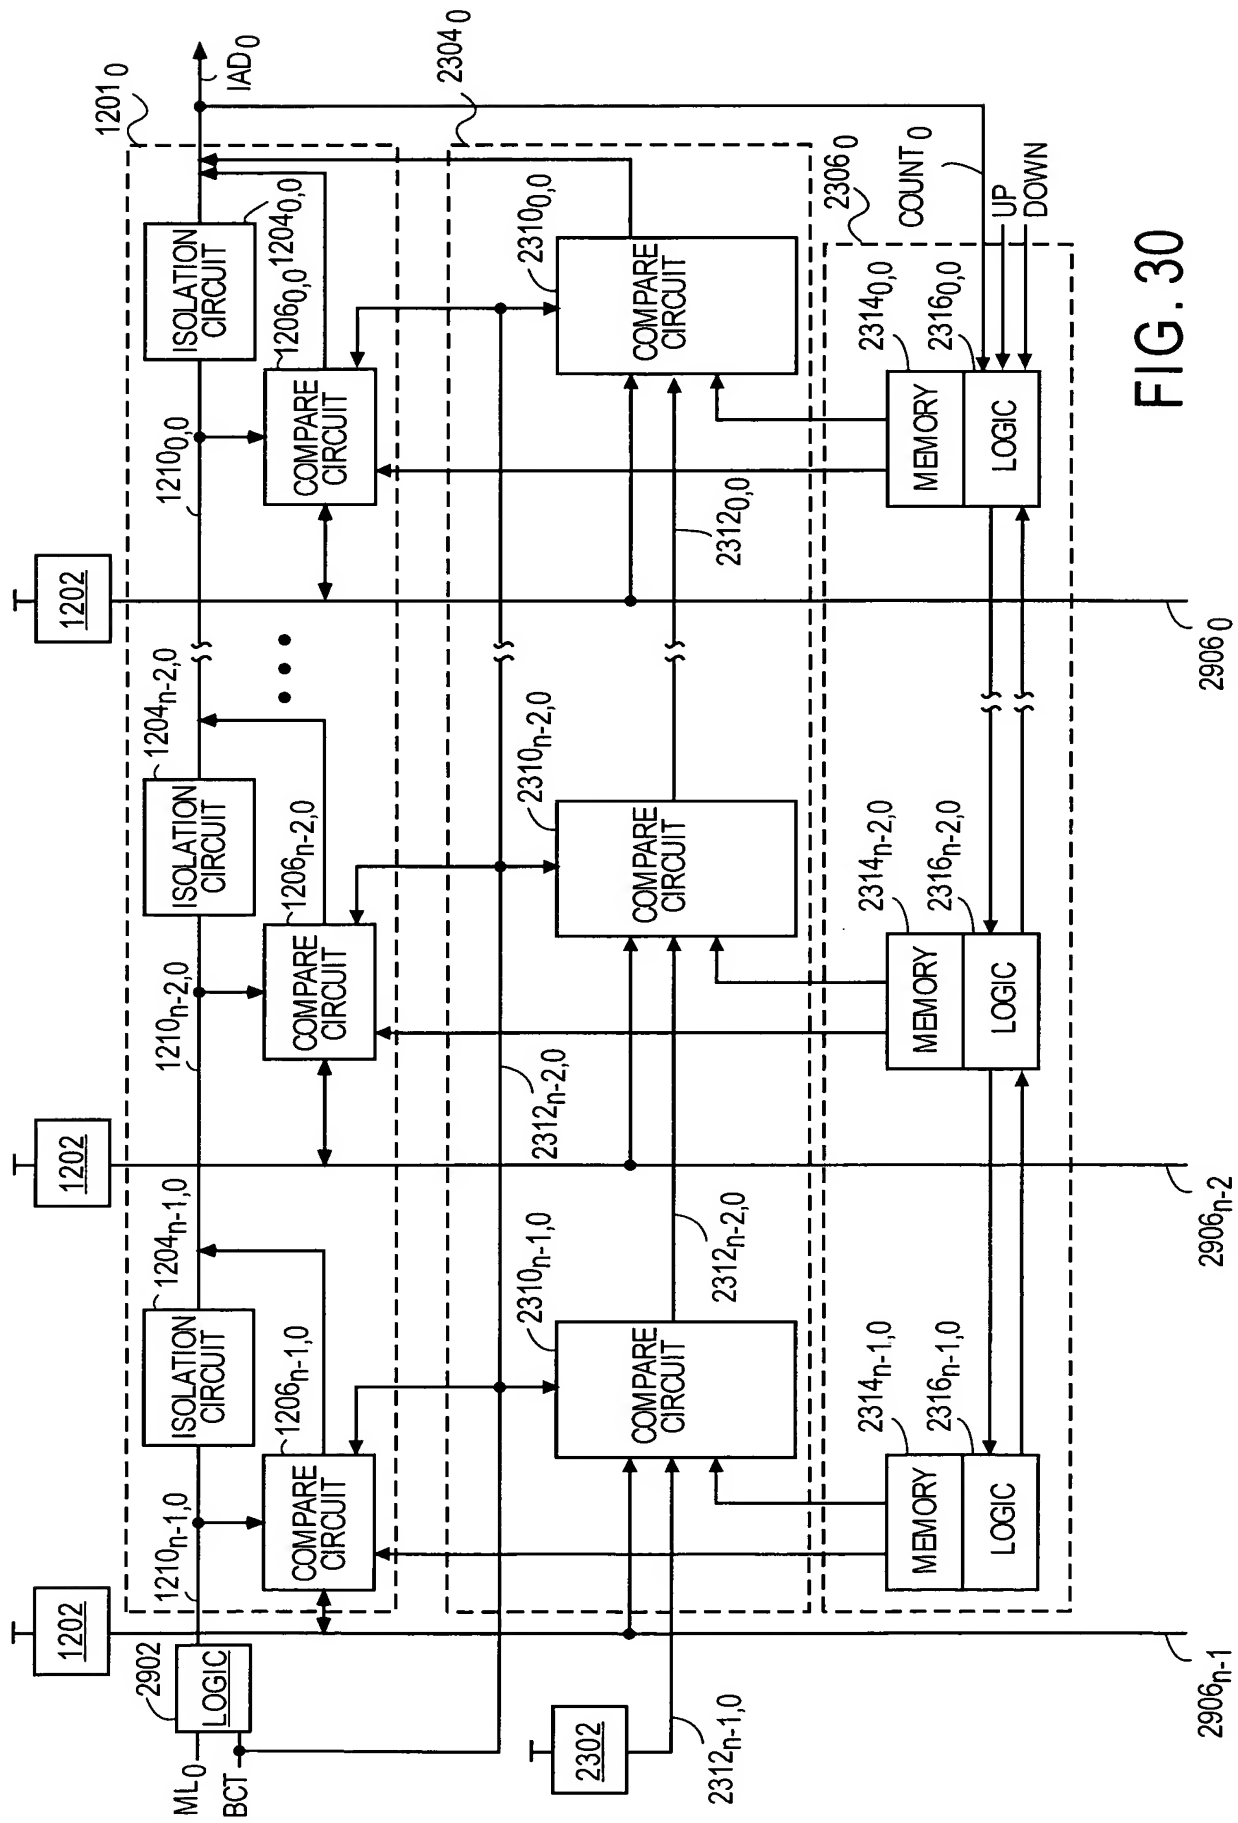 1201₀
IAD₀
2304₀
ISOLATION CIRCUIT
1204₀,₀
COMPARE CIRCUIT
1206₀,₀
1210₀,₀
1202
ISOLATION CIRCUIT
1204ₙ₋₂,₀
COMPARE CIRCUIT
1206ₙ₋₂,₀
1210ₙ₋₂,₀
1202
ISOLATION CIRCUIT
1204ₙ₋₁,₀
COMPARE CIRCUIT
1206ₙ₋₁,₀
1210ₙ₋₁,₀
1202
2902
LOGIC
ML₀
BCT
COMPARE CIRCUIT
2310₀,₀
2312₀,₀
COMPARE CIRCUIT
2310ₙ₋₂,₀
2312ₙ₋₂,₀
COMPARE CIRCUIT
2310ₙ₋₁,₀
2312ₙ₋₂,₀
2302
2312ₙ₋₁,₀
2306₀
COUNT₀
UP
DOWN
2314₀,₀
2316₀,₀
MEMORY
LOGIC
2314ₙ₋₂,₀
2316ₙ₋₂,₀
MEMORY
LOGIC
2314ₙ₋₁,₀
2316ₙ₋₁,₀
MEMORY
LOGIC
2906₀
2906ₙ₋₂
2906ₙ₋₁
FIG. 30